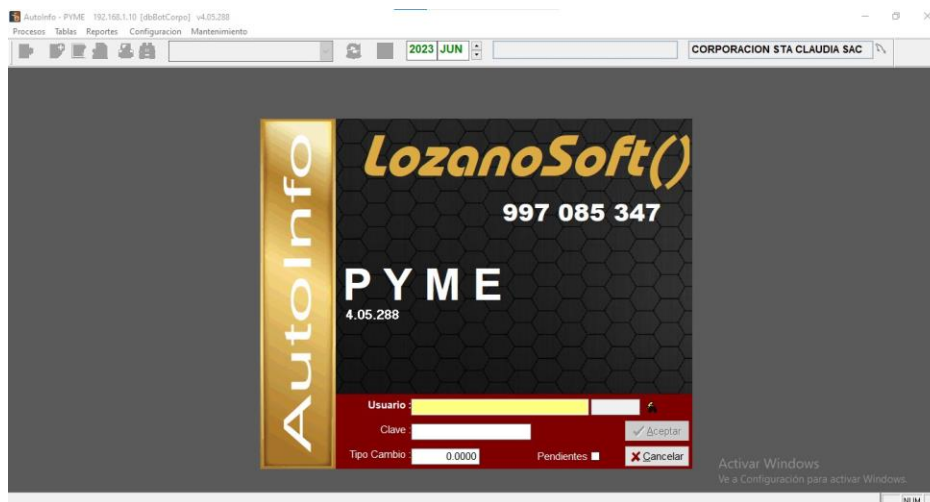 AutoInfo - PYME 192.168.1.10 [dbBotCorpo] v4.05.288
Procesos Tablas Reportes Configuracion Mantenimiento
2023 JUN CORPORACION STA CLAUDIA SAC
AutoInfo
LozanoSoft()
997 085 347
PYME
4.05.288
Usuario :
Clave :
Aceptar
Tipo Cambio : 0.0000 Pendientes Cancelar
Activar Windows
Ve a Configuración para activar Windows.
NUM